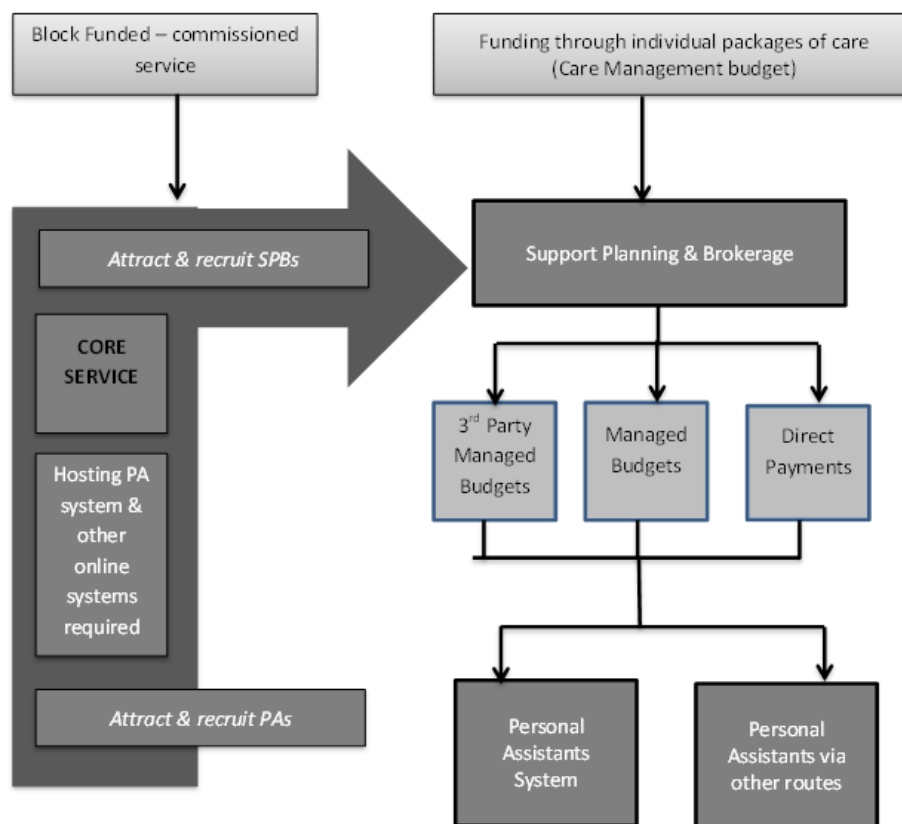 Block Funded – commissioned
service
Funding through individual packages of care
(Care Management budget)
Attract & recruit SPBs
Support Planning & Brokerage
CORE
SERVICE
3rd Party
Managed
Budgets
Managed
Budgets
Direct
Payments
Hosting PA
system &
other
online
systems
required
Attract & recruit PAs
Personal
Assistants
System
Personal
Assistants via
other routes